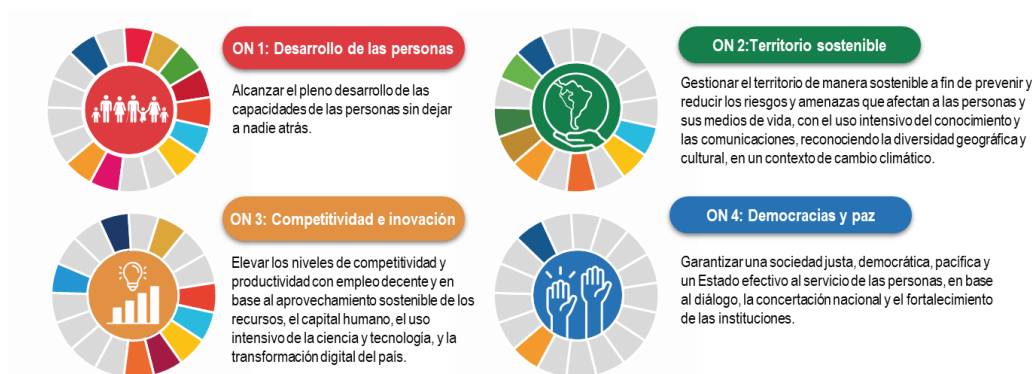 ON 1: Desarrollo de las personas
Alcanzar el pleno desarrollo de las
capacidades de las personas sin dejar
a nadie atrás.
ON 2:Territorio sostenible
Gestionar el territorio de manera sostenible a fin de prevenir y
reducir los riesgos y amenazas que afectan a las personas y
sus medios de vida, con el uso intensivo del conocimiento y
las comunicaciones, reconociendo la diversidad geográfica y
cultural, en un contexto de cambio climático.
ON 3: Competitividad e inovación
Elevar los niveles de competitividad y
productividad con empleo decente y en
base al aprovechamiento sostenible de los
recursos, el capital humano, el uso
intensivo de la ciencia y tecnología, y la
transformación digital del país.
ON 4: Democracias y paz
Garantizar una sociedad justa, democrática, pacífica y
un Estado efectivo al servicio de las personas, en base
al diálogo, la concertación nacional y el fortalecimiento
de las instituciones.